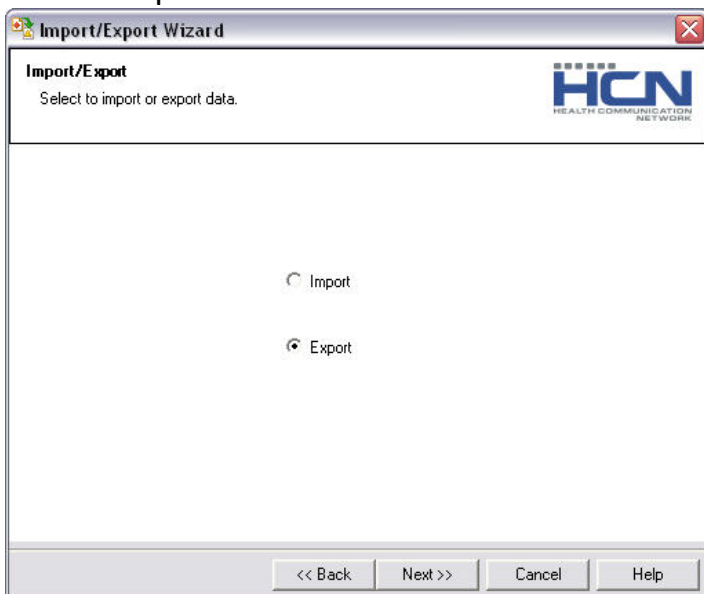 Import/Export Wizard
Import/Export
Select to import or export data.
HCN
HEALTH COMMUNICATION
NETWORK
Import
Export
<< Back Next >> Cancel Help